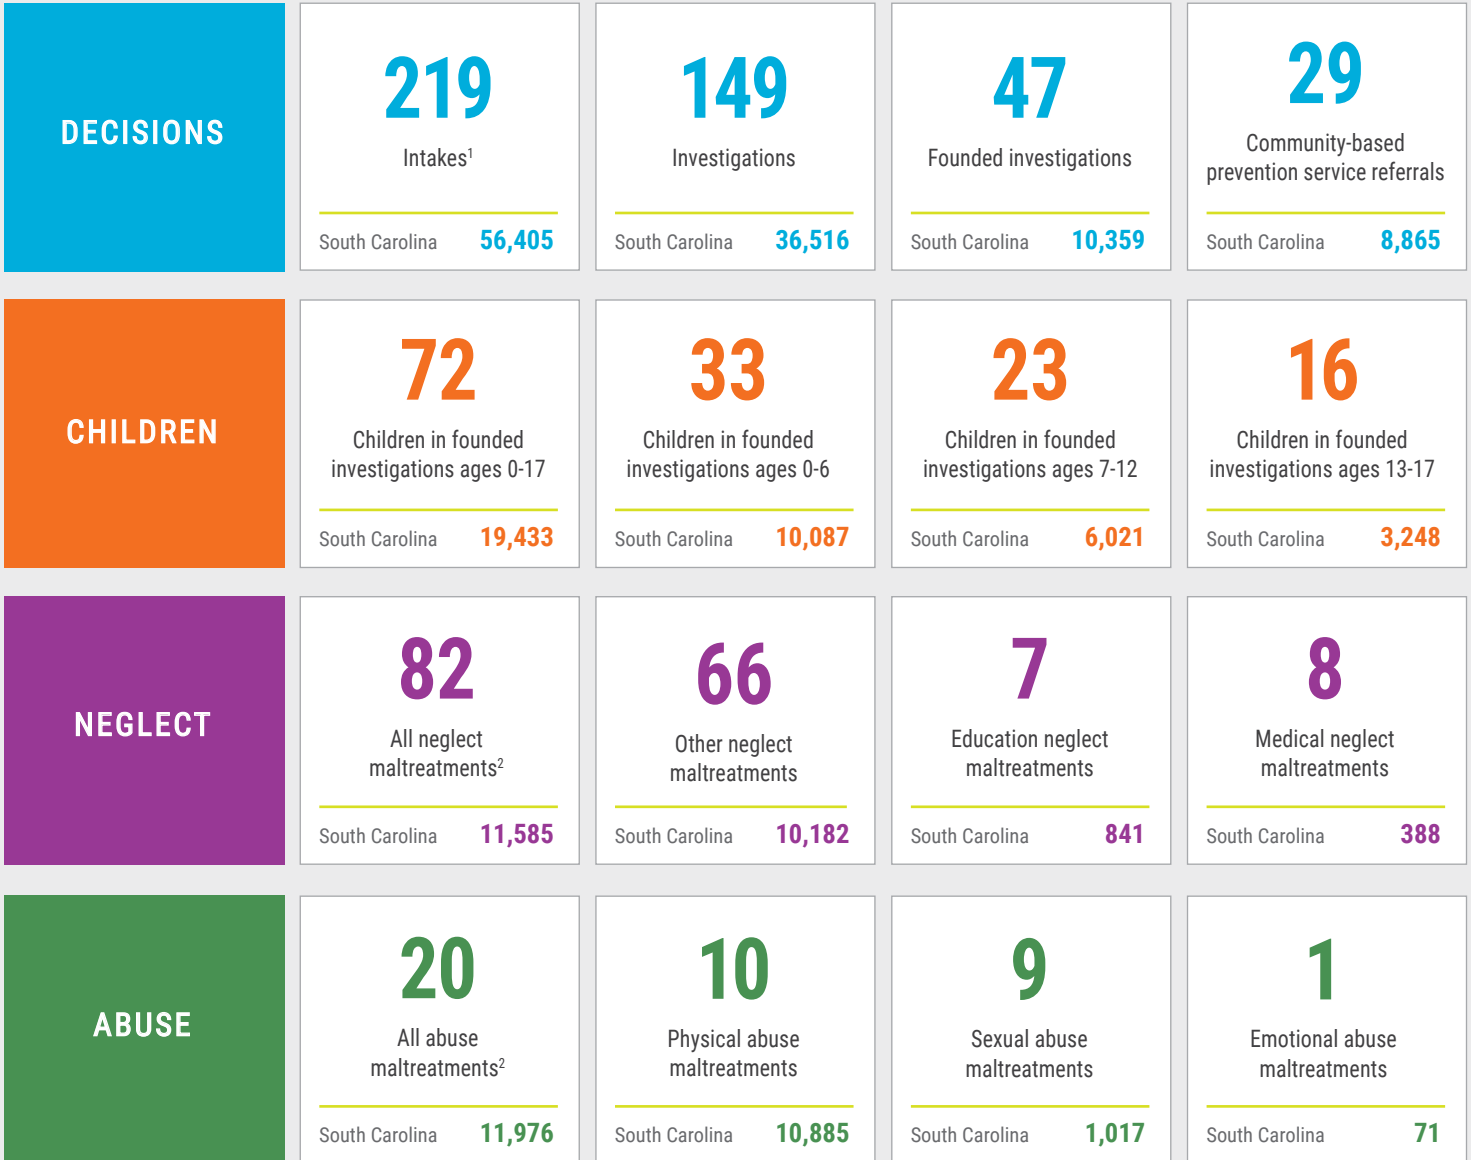 DECISIONS
219
Intakes¹
South Carolina 56,405
149
Investigations
South Carolina 36,516
47
Founded investigations
South Carolina 10,359
29
Community-based
prevention service referrals
South Carolina 8,865
CHILDREN
72
Children in founded
investigations ages 0-17
South Carolina 19,433
33
Children in founded
investigations ages 0-6
South Carolina 10,087
23
Children in founded
investigations ages 7-12
South Carolina 6,021
16
Children in founded
investigations ages 13-17
South Carolina 3,248
NEGLECT
82
All neglect
maltreatments²
South Carolina 11,585
66
Other neglect
maltreatments
South Carolina 10,182
7
Education neglect
maltreatments
South Carolina 841
8
Medical neglect
maltreatments
South Carolina 388
ABUSE
20
All abuse
maltreatments²
South Carolina 11,976
10
Physical abuse
maltreatments
South Carolina 10,885
9
Sexual abuse
maltreatments
South Carolina 1,017
1
Emotional abuse
maltreatments
South Carolina 71